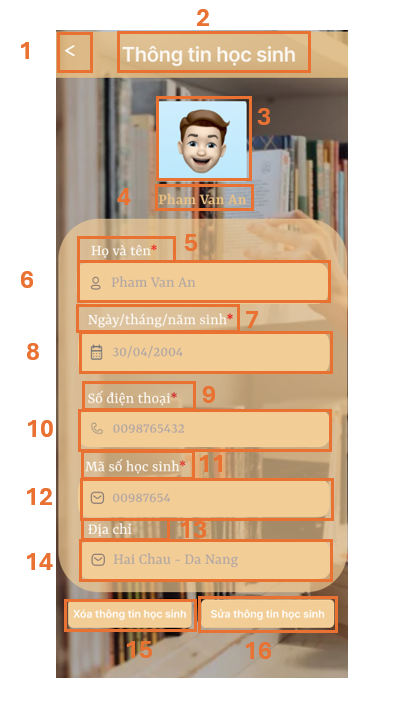 2
1
<
Thông tin học sinh
3
4
Pham Van An
Họ và tên*
5
6
Pham Van An
Ngày/tháng/năm sinh*
7
8
30/04/2004
Số điện thoại*
9
10
0098765432
Mã số học sinh*
11
12
00987654
Địa chỉ
13
14
Hai Chau - Da Nang
Xóa thông tin học sinh
Sửa thông tin học sinh
15
16